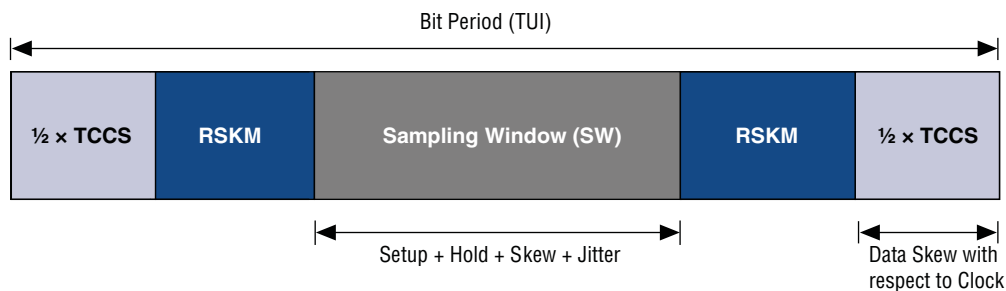 Bit Period (TUI)
½ × TCCS
RSKM
Sampling Window (SW)
RSKM
½ × TCCS
Setup + Hold + Skew + Jitter
Data Skew with
respect to Clock